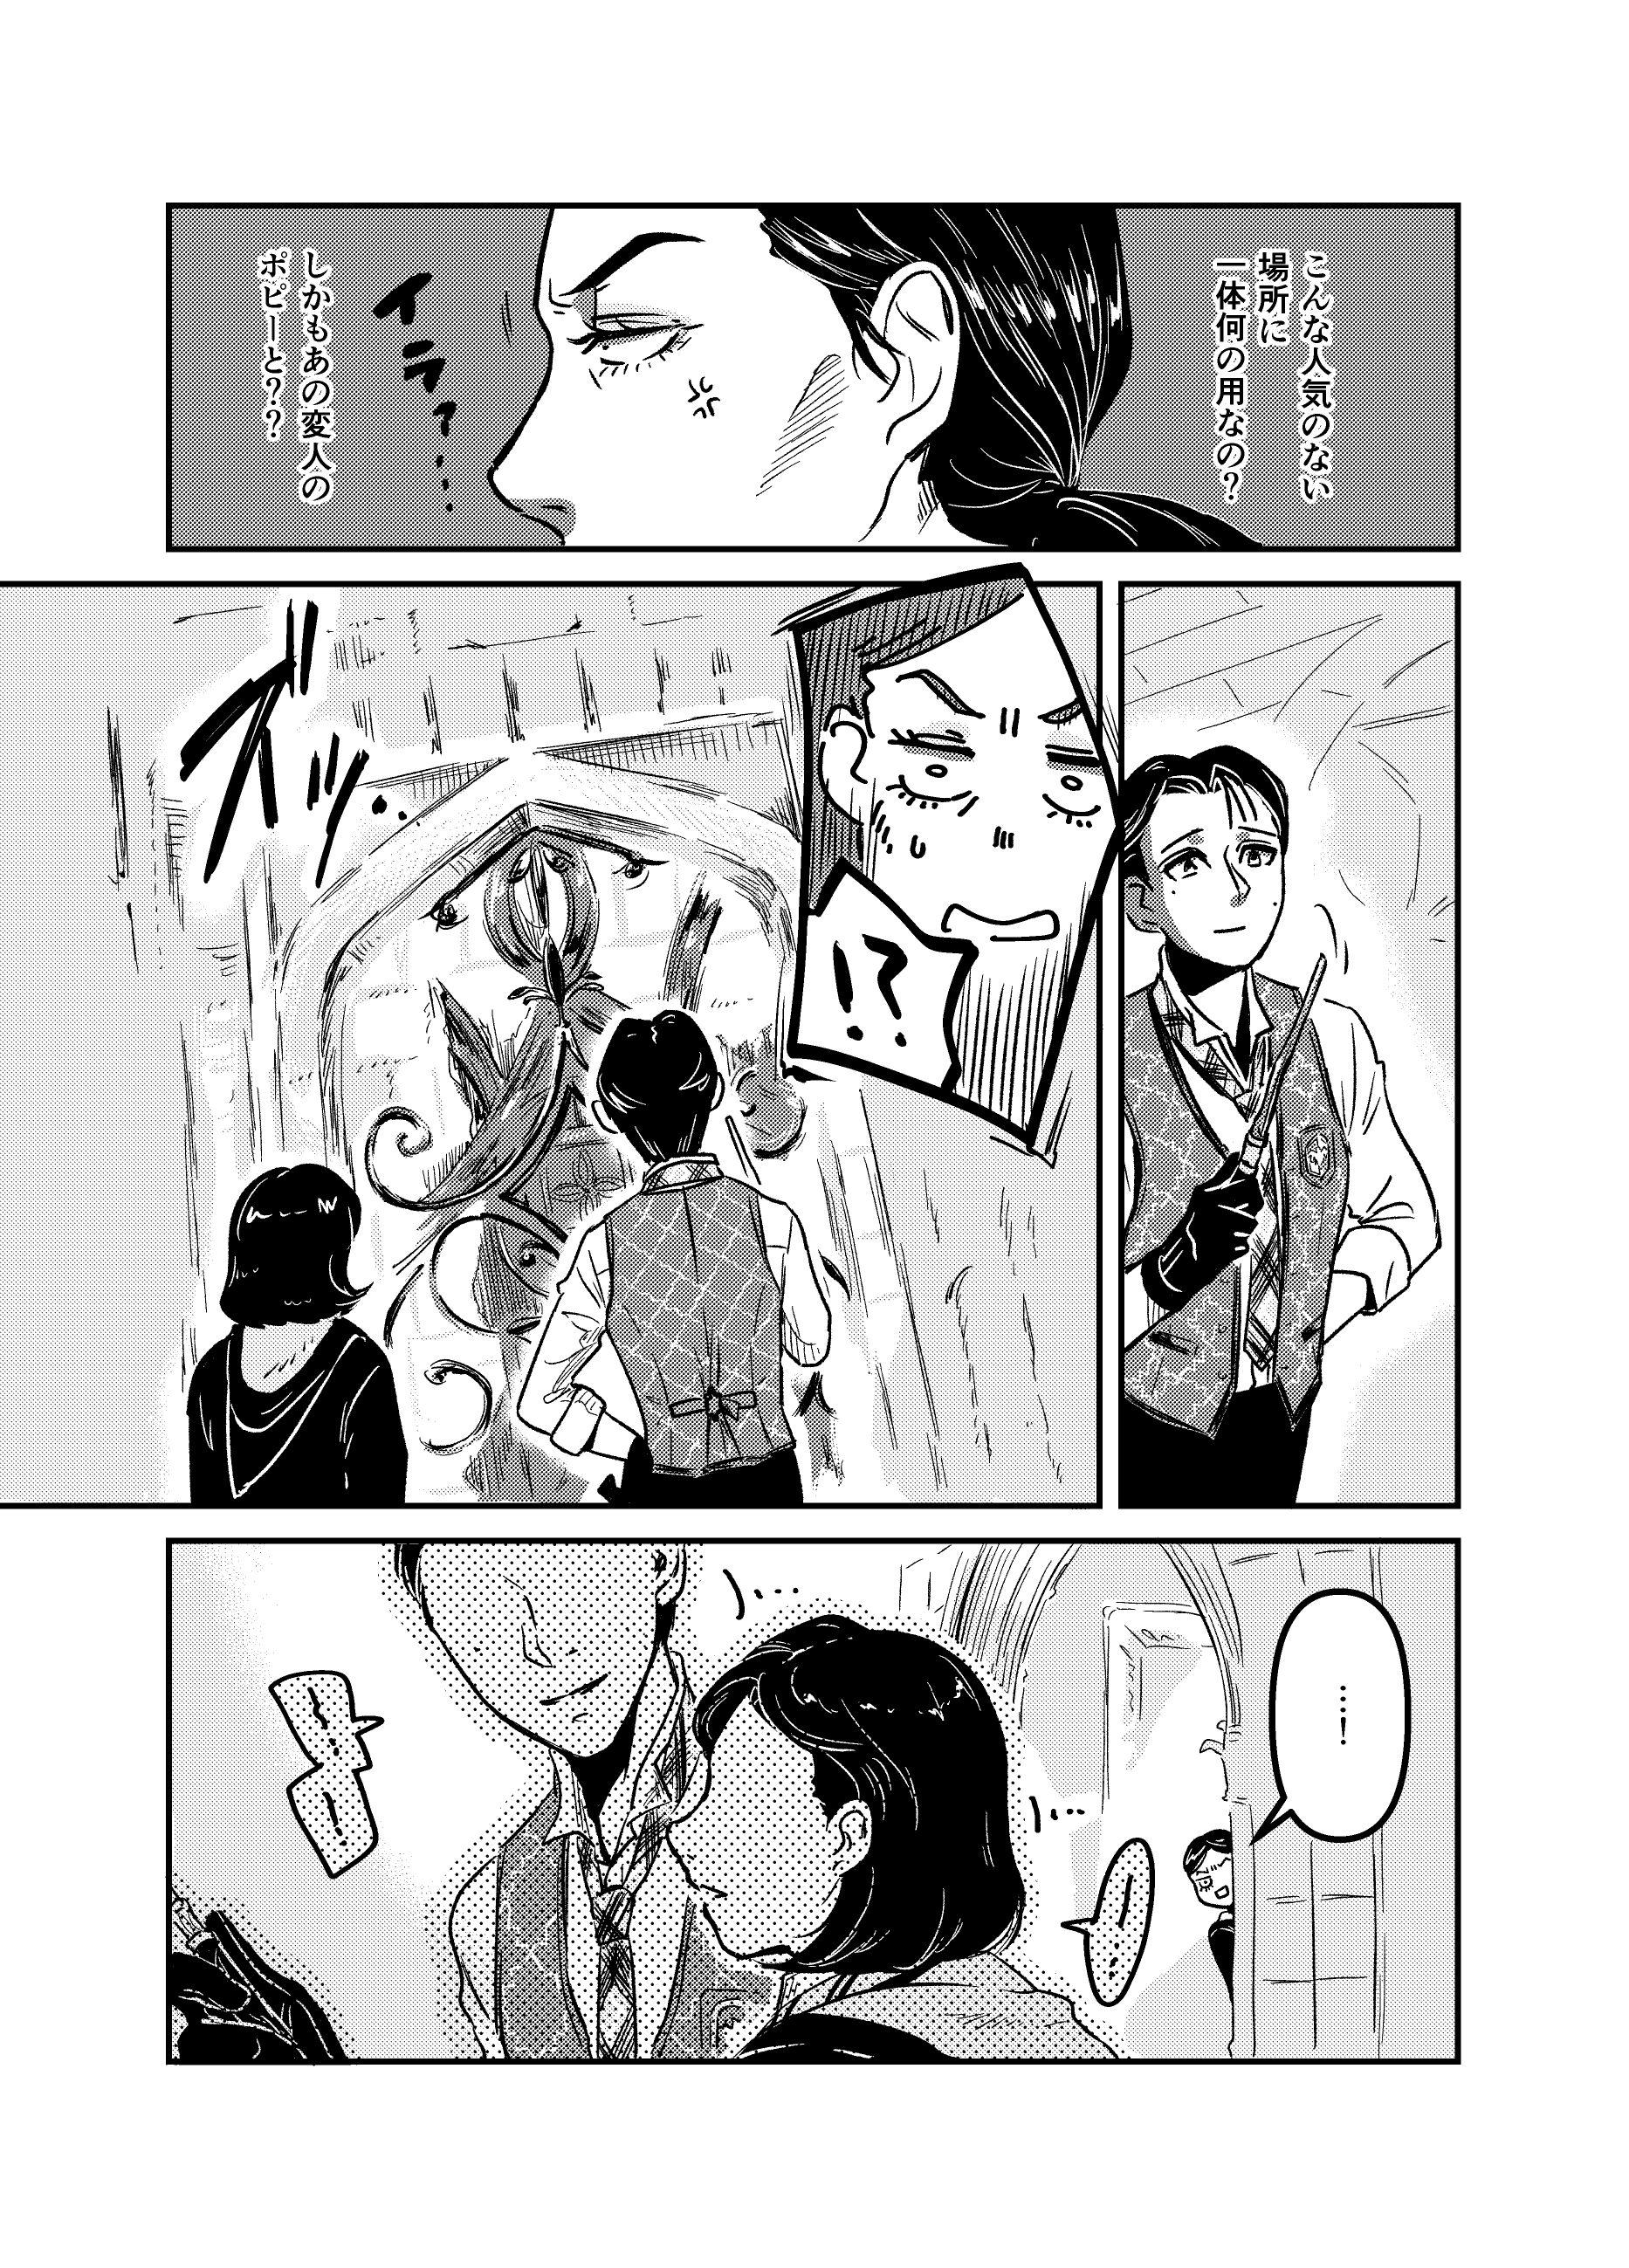 こんな人気のない
場所に
一体何の用なの?
イラァ…
しかもあの変人の
ポピーと??
!?
ズッ…
…!